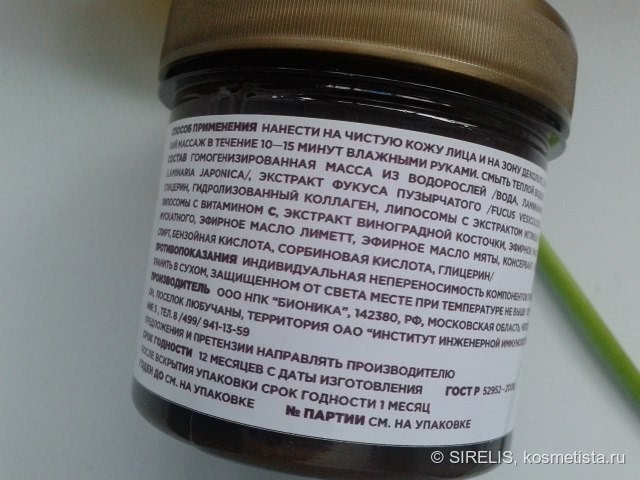 СПОСОБ ПРИМЕНЕНИЯ НАНЕСТИ НА ЧИСТУЮ КОЖУ ЛИЦА И НА ЗОНУ
МАССАЖ В ТЕЧЕНИЕ 10—15 МИНУТ ВЛАЖНЫМИ РУКАМИ. СМЫТЬ ТЕПЛОЙ
СОСТАВ ГОМОГЕНИЗИРОВАННАЯ МАССА ИЗ ВОДОРОСЛЕЙ /ВОДА,
LAMINARIA JAPONICA/, ЭКСТРАКТ ФУКУСА ПУЗЫРЧАТОГО /FUCUS
ГЛИЦЕРИН, ГИДРОЛИЗОВАННЫЙ КОЛЛАГЕН, ЛИПОСОМЫ С ЭКСТРАКТОМ
ЛИПОСОМЫ С ВИТАМИНОМ С, ЭКСТРАКТ ВИНОГРАДНОЙ КОСТОЧКИ, ЭФИРНОЕ
МУСКАТНОГО, ЭФИРНОЕ МАСЛО ЛИМЕТТ, ЭФИРНОЕ МАСЛО МЯТЫ,
СПИРТ, БЕНЗОЙНАЯ КИСЛОТА, СОРБИНОВАЯ КИСЛОТА, ГЛИЦЕРИН/
ПРОТИВОПОКАЗАНИЯ ИНДИВИДУАЛЬНАЯ НЕПЕРЕНОСИМОСТЬ КОМПОНЕНТОВ
ХРАНИТЬ В СУХОМ, ЗАЩИЩЕННОМ ОТ СВЕТА МЕСТЕ ПРИ ТЕМПЕРАТУРЕ НЕ ВЫШЕ
ПРОИЗВОДИТЕЛЬ ООО НПК "БИОНИКА", 142380, РФ, МОСКОВСКАЯ ОБЛАСТЬ,
ПОСЕЛОК ЛЮБУЧАНЫ, ТЕРРИТОРИЯ ОАО "ИНСТИТУТ ИНЖЕНЕРНОЙ
ТЕЛ. 8 /499/ 941-13-59
ПРЕДЛОЖЕНИЯ И ПРЕТЕНЗИИ НАПРАВЛЯТЬ ПРОИЗВОДИТЕЛЮ
СРОК ГОДНОСТИ 12 МЕСЯЦЕВ С ДАТЫ ИЗГОТОВЛЕНИЯ ГОСТ Р
ПОСЛЕ ВСКРЫТИЯ УПАКОВКИ СРОК ГОДНОСТИ 1 МЕСЯЦ
ГОДЕН ДО СМ. НА УПАКОВКЕ № ПАРТИИ СМ. НА УПАКОВКЕ
© SIRELIS, kosmetista.ru